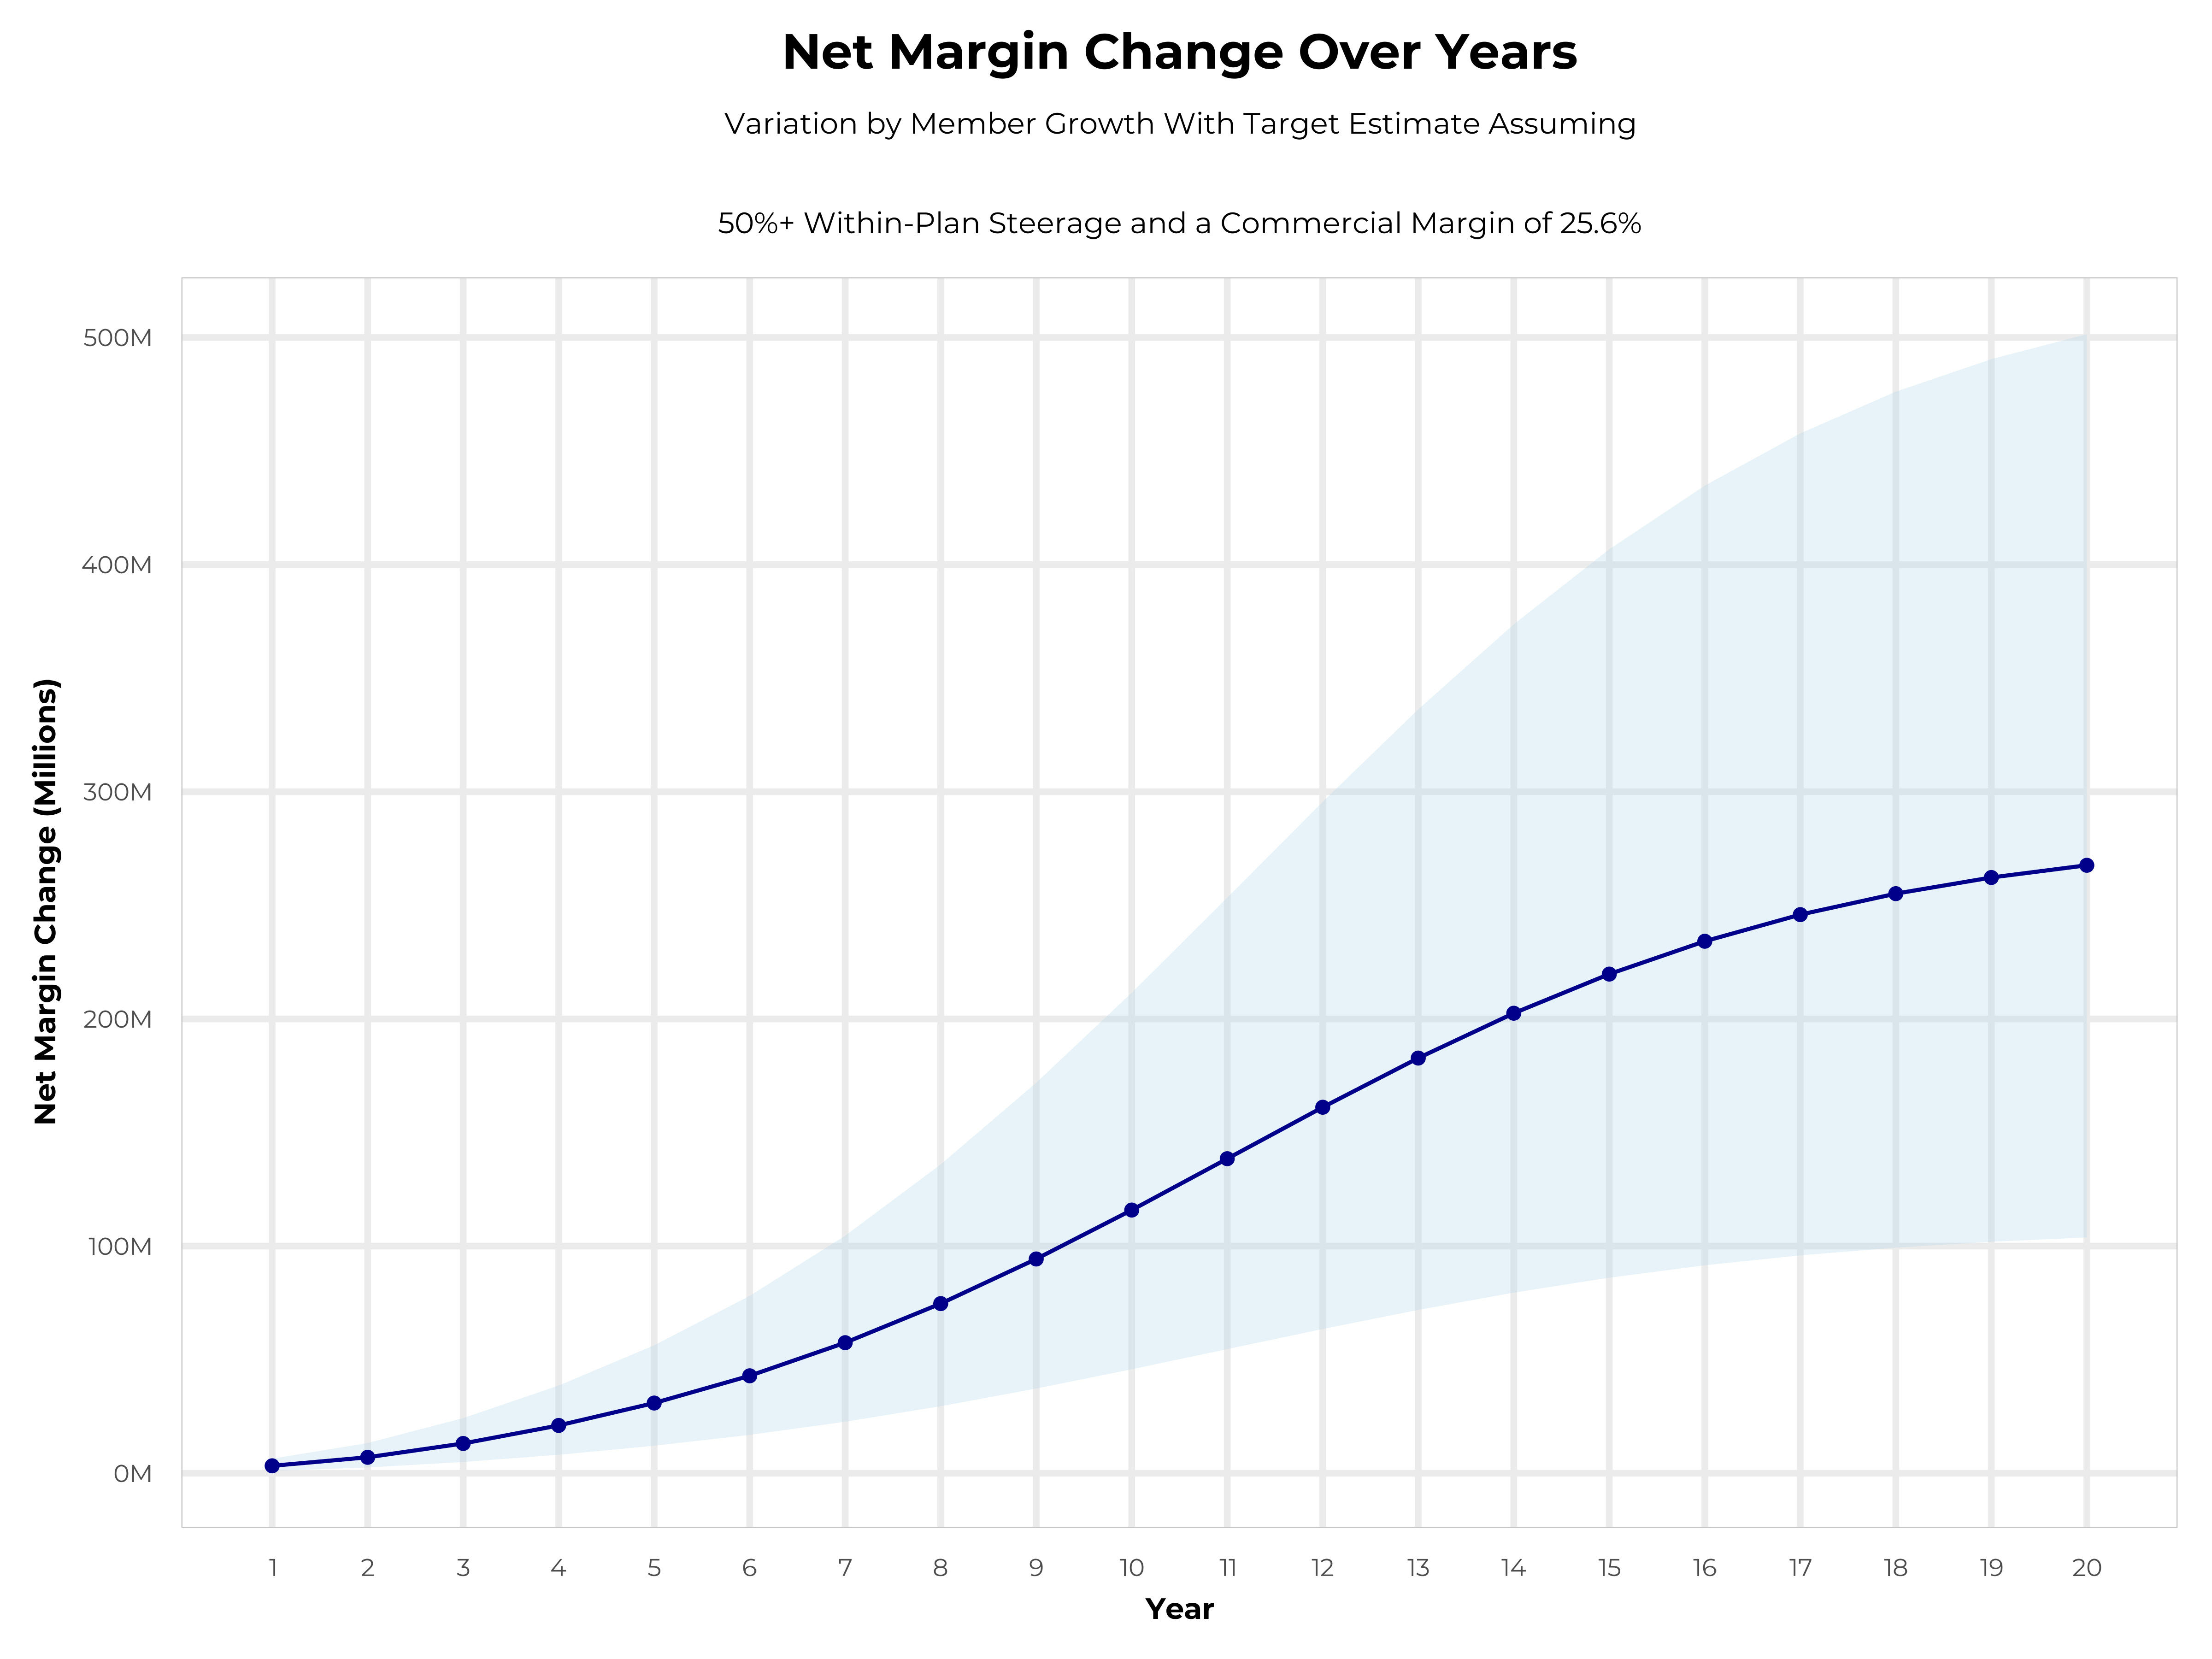 Net Margin Change Over Years
Variation by Member Growth With Target Estimate Assuming
50%+ Within-Plan Steerage and a Commercial Margin of 25.6%
Net Margin Change (Millions)
500M
400M
300M
200M
100M
0M
1 2 3 4 5 6 7 8 9 10 11 12 13 14 15 16 17 18 19 20
Year